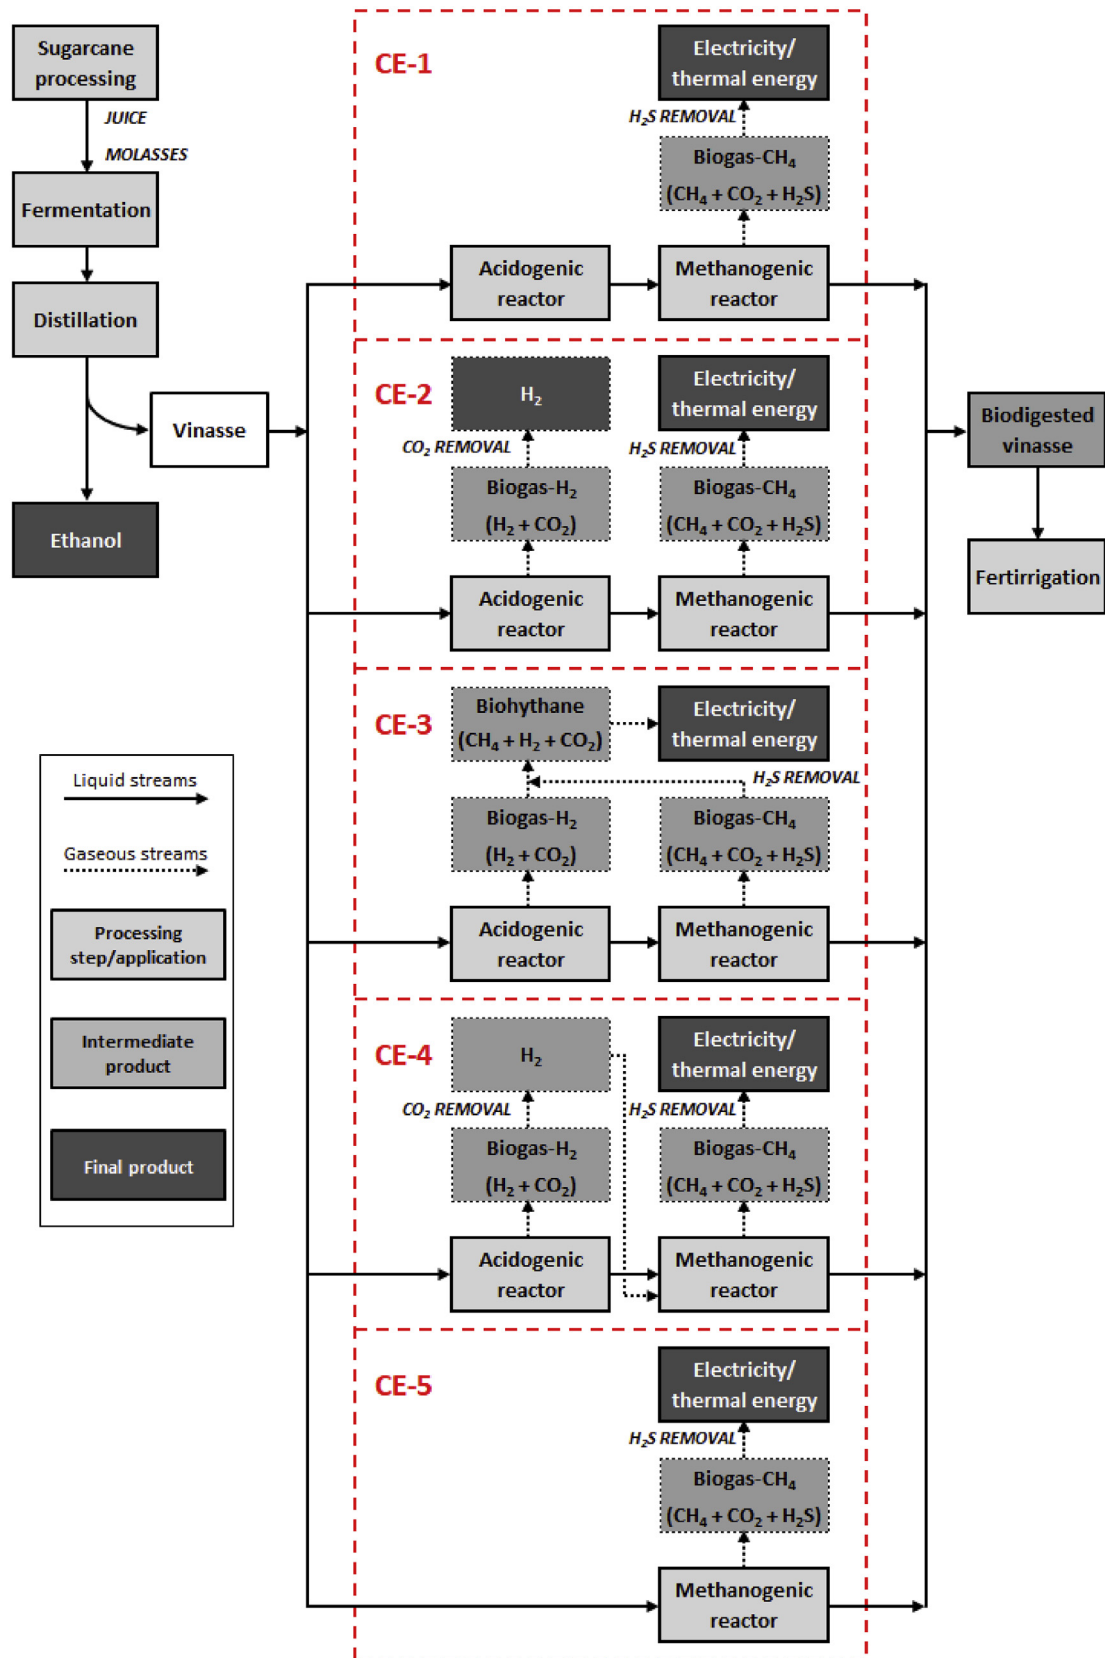 Sugarcane
processing
JUICE
MOLASSES
Fermentation
Distillation
Vinasse
Ethanol
CE-1
Electricity/
thermal energy
H₂S REMOVAL
Biogas-CH₄
(CH₄ + CO₂ + H₂S)
Acidogenic
reactor
Methanogenic
reactor
CE-2
H₂
Electricity/
thermal energy
CO₂ REMOVAL
H₂S REMOVAL
Biogas-H₂
(H₂ + CO₂)
Biogas-CH₄
(CH₄ + CO₂ + H₂S)
Acidogenic
reactor
Methanogenic
reactor
CE-3
Biohythane
(CH₄ + H₂ + CO₂)
Electricity/
thermal energy
H₂S REMOVAL
Biogas-H₂
(H₂ + CO₂)
Biogas-CH₄
(CH₄ + CO₂ + H₂S)
Acidogenic
reactor
Methanogenic
reactor
CE-4
H₂
Electricity/
thermal energy
CO₂ REMOVAL
H₂S REMOVAL
Biogas-H₂
(H₂ + CO₂)
Biogas-CH₄
(CH₄ + CO₂ + H₂S)
Acidogenic
reactor
Methanogenic
reactor
CE-5
Electricity/
thermal energy
H₂S REMOVAL
Biogas-CH₄
(CH₄ + CO₂ + H₂S)
Methanogenic
reactor
Biodigested
vinasse
Fertirrigation
Liquid streams
Gaseous streams
Processing
step/application
Intermediate
product
Final product